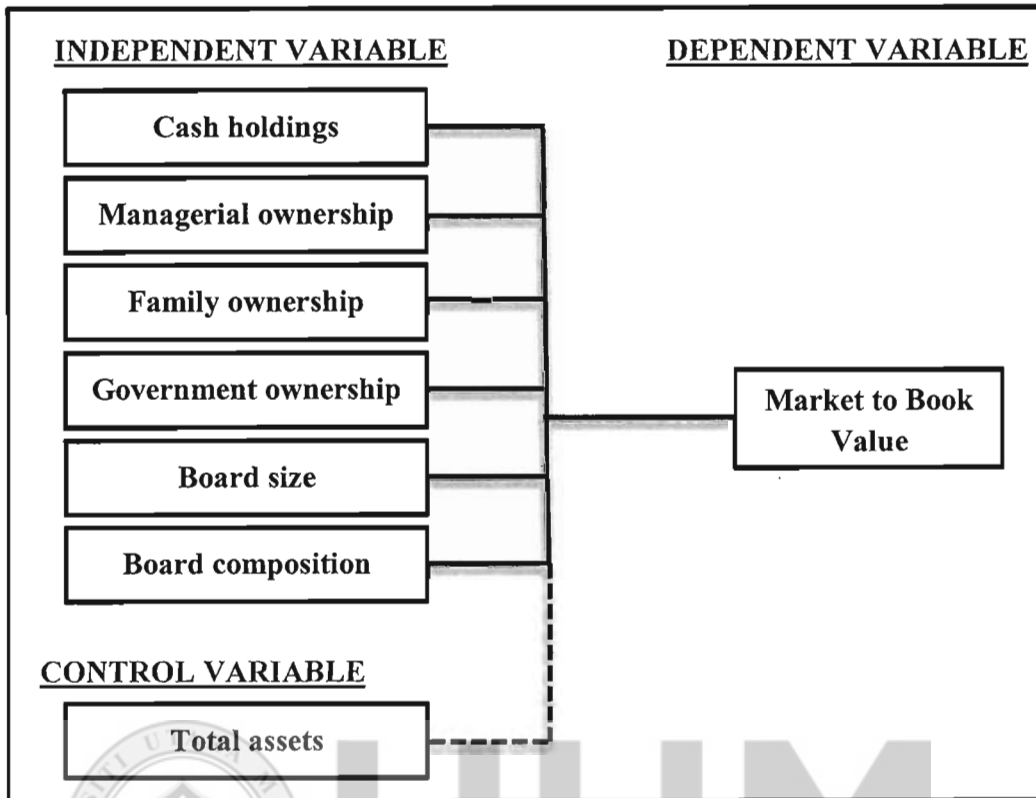 INDEPENDENT VARIABLE
DEPENDENT VARIABLE
Cash holdings
Managerial ownership
Family ownership
Government ownership
Board size
Board composition
Market to Book
Value
CONTROL VARIABLE
Total assets